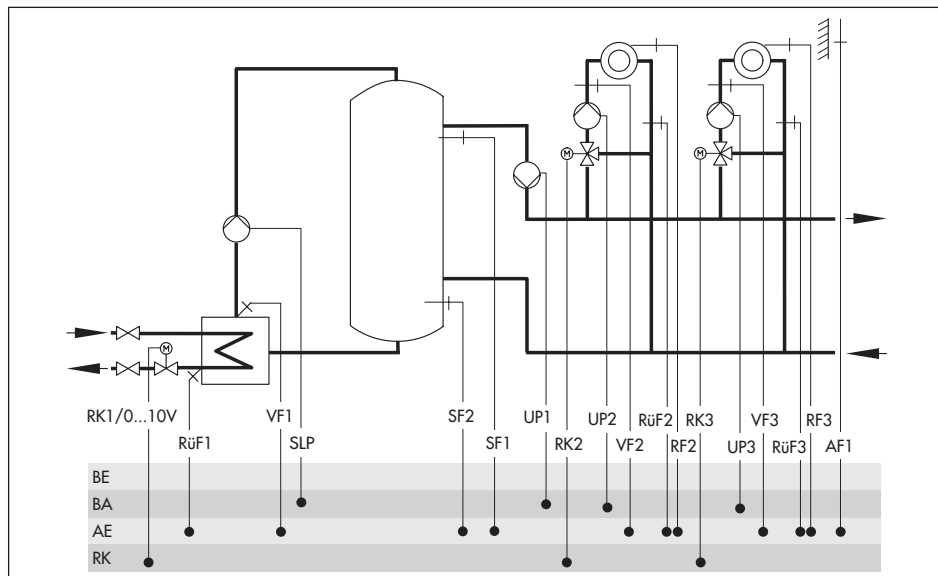 M
M
M
RK1/0...10V
RüF1
VF1
SLP
SF2
SF1
UP1
RK2
UP2
VF2
RüF2
RF2
RK3
UP3
VF3
RüF3
RF3
AF1
BE
BA
AE
RK